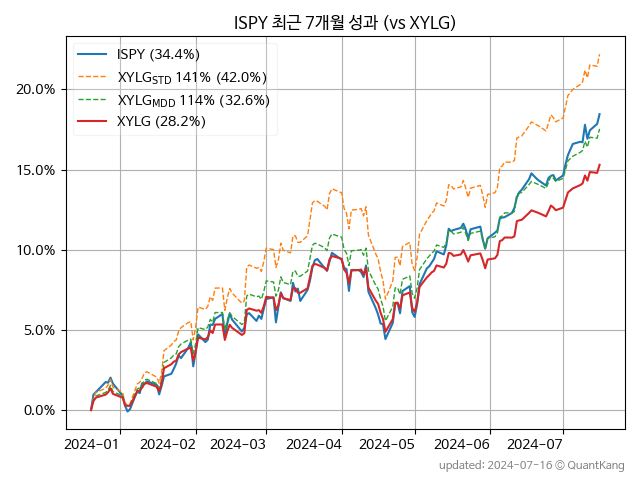 ISPY 최근 7개월 성과 (vs XYLG)
ISPY (34.4%)
XYLG_STD 141% (42.0%)
XYLG_MDD 114% (32.6%)
XYLG (28.2%)
20.0%
15.0%
10.0%
5.0%
0.0%
2024-01 2024-02 2024-03 2024-04 2024-05 2024-06 2024-07
updated: 2024-07-16 © QuantKang